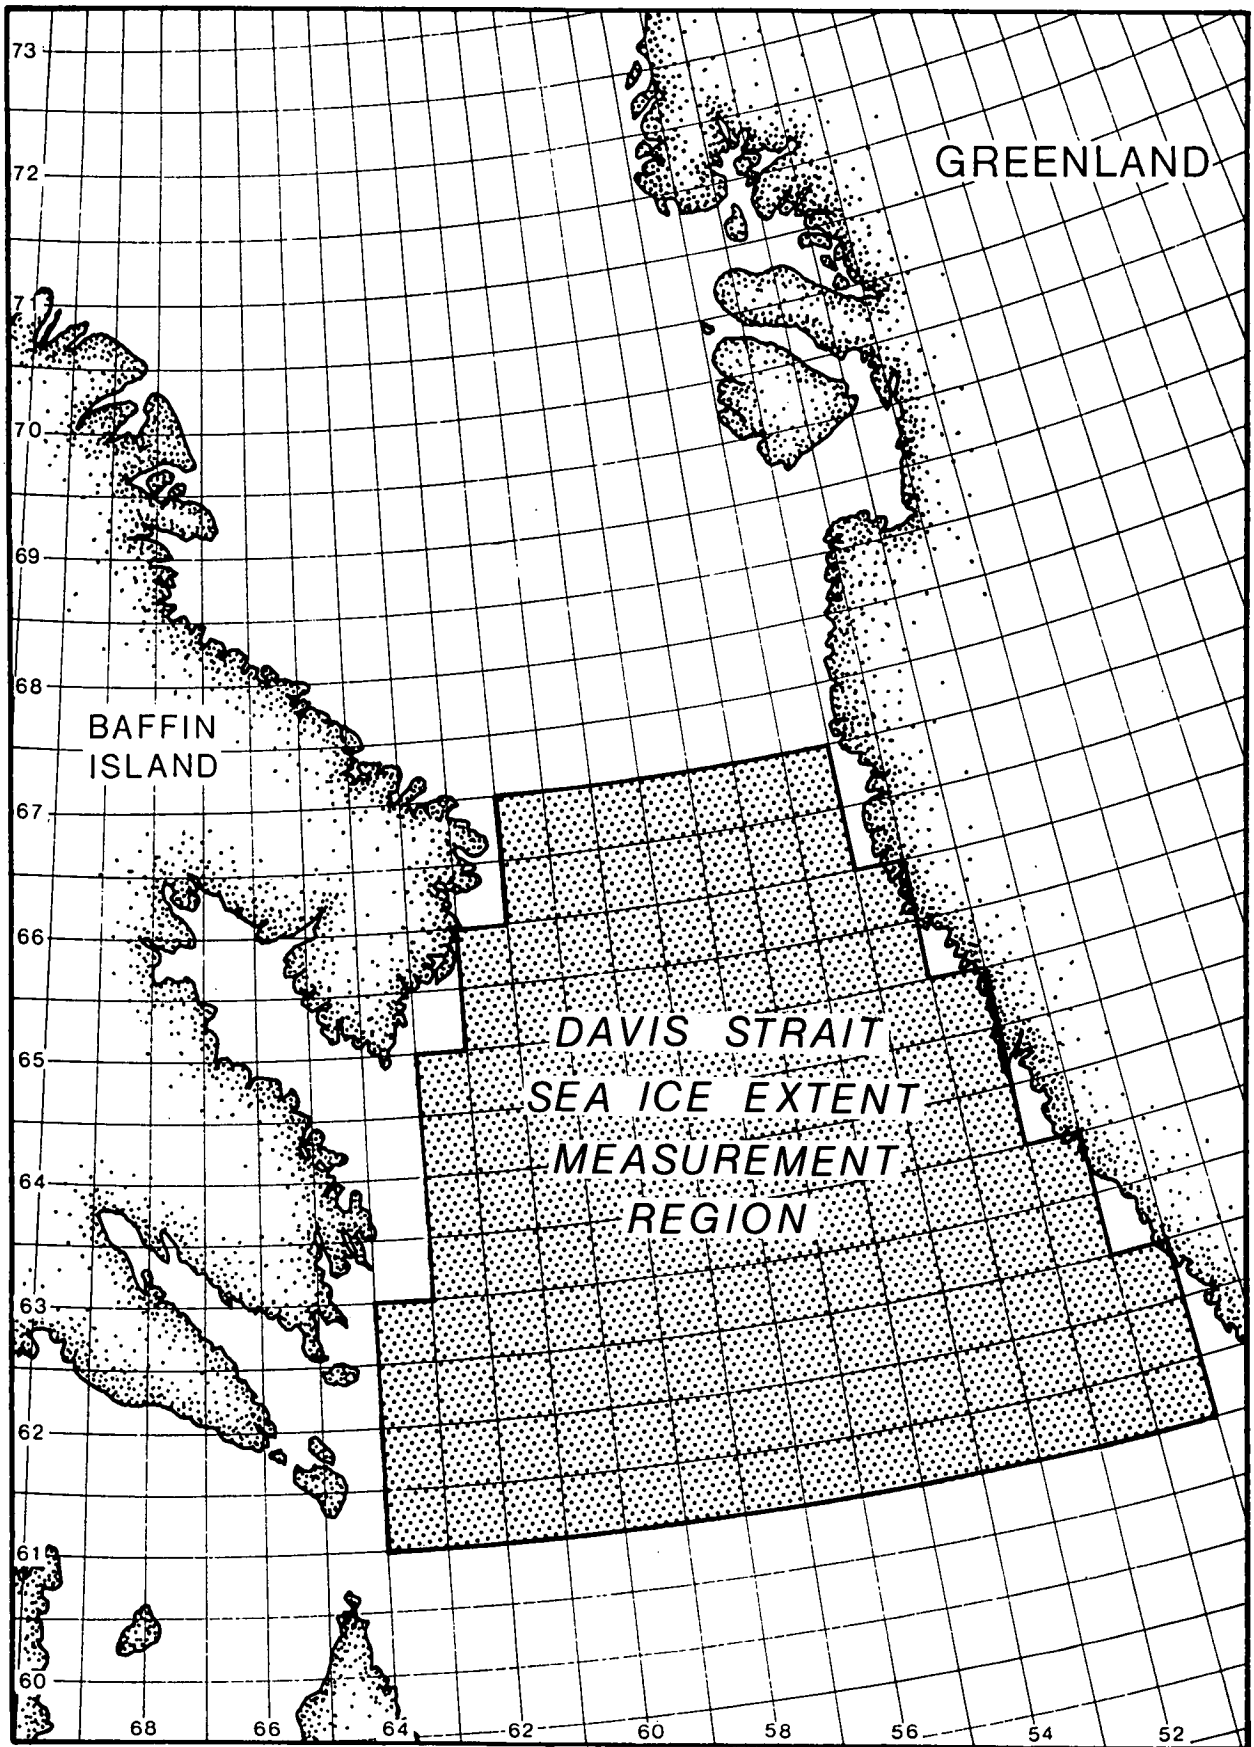 73
GREENLAND
72
71
70
69
68
BAFFIN
ISLAND
67
66
DAVIS STRAIT
65
SEA ICE EXTENT
MEASUREMENT
64
REGION
63
62
61
60
68 66 64 62 60 58 56 54 52